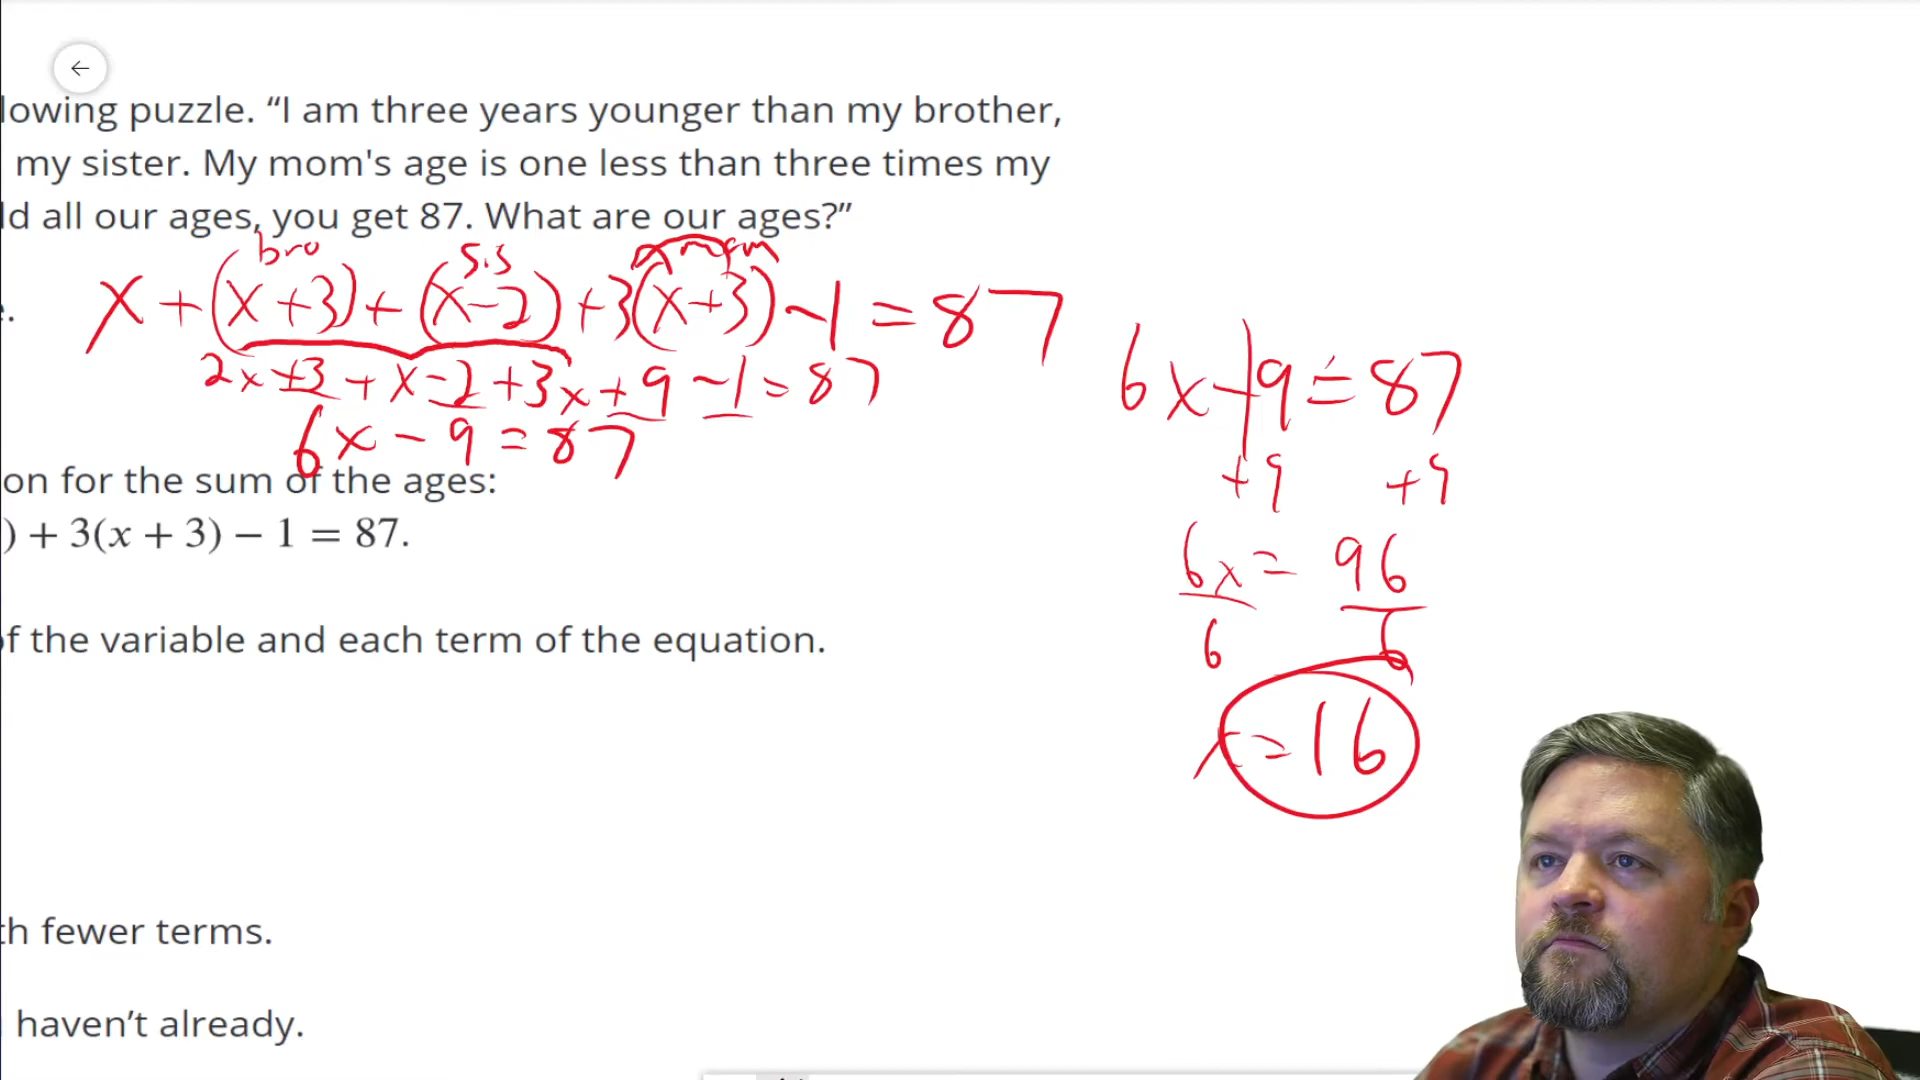 lowing puzzle. “I am three years younger than my brother,
my sister. My mom's age is one less than three times my
ld all our ages, you get 87. What are our ages?”
bro sis mom
x + (x + 3) + (x - 2) + 3(x + 3) - 1 = 87
e.
2x + 3 + x - 2 + 3x + 9 - 1 = 87
6x - 9 = 87
6x - 9 = 87
+9 +9
on for the sum of the ages:
) + 3(x + 3) − 1 = 87.
6x = 96
6 6
of the variable and each term of the equation.
x = 16
th fewer terms.
haven’t already.